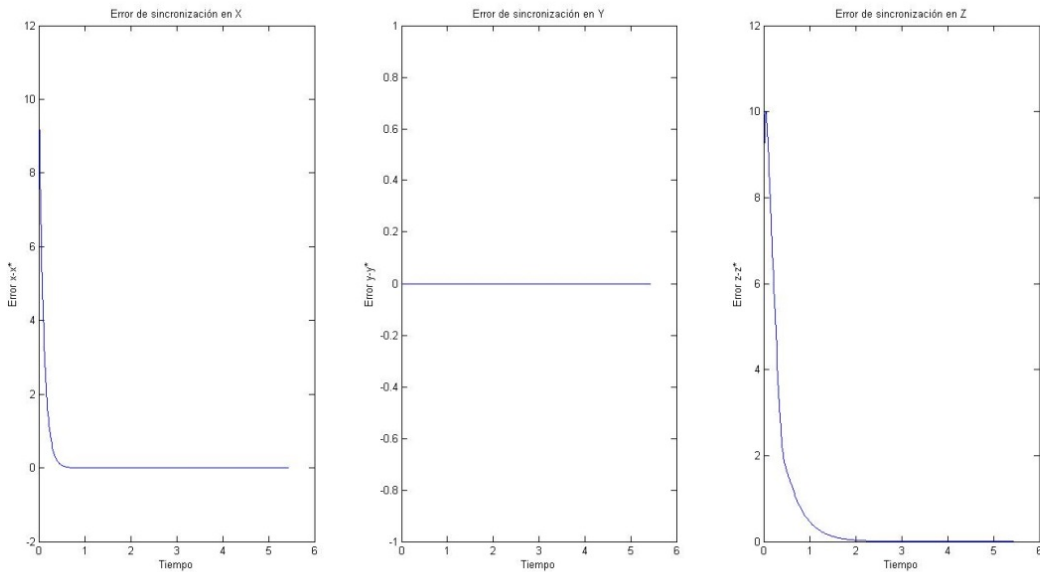 Error de sincronización en X
12
10
8
6
4
2
0
-2
Error x-x*
0 1 2 3 4 5 6
Tiempo
Error de sincronización en Y
1
0.8
0.6
0.4
0.2
0
-0.2
-0.4
-0.6
-0.8
-1
Error y-y*
0 1 2 3 4 5 6
Tiempo
Error de sincronización en Z
12
10
8
6
4
2
0
Error z-z*
0 1 2 3 4 5 6
Tiempo